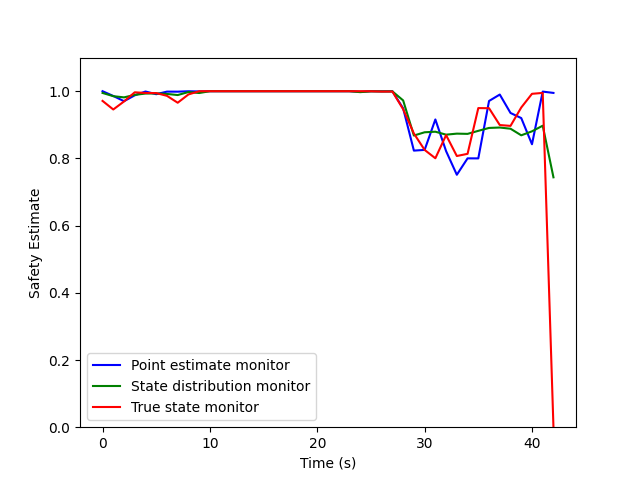 1.0
0.8
0.6
0.4
0.2
0.0
Safety Estimate
Point estimate monitor
State distribution monitor
True state monitor
0 10 20 30 40
Time (s)